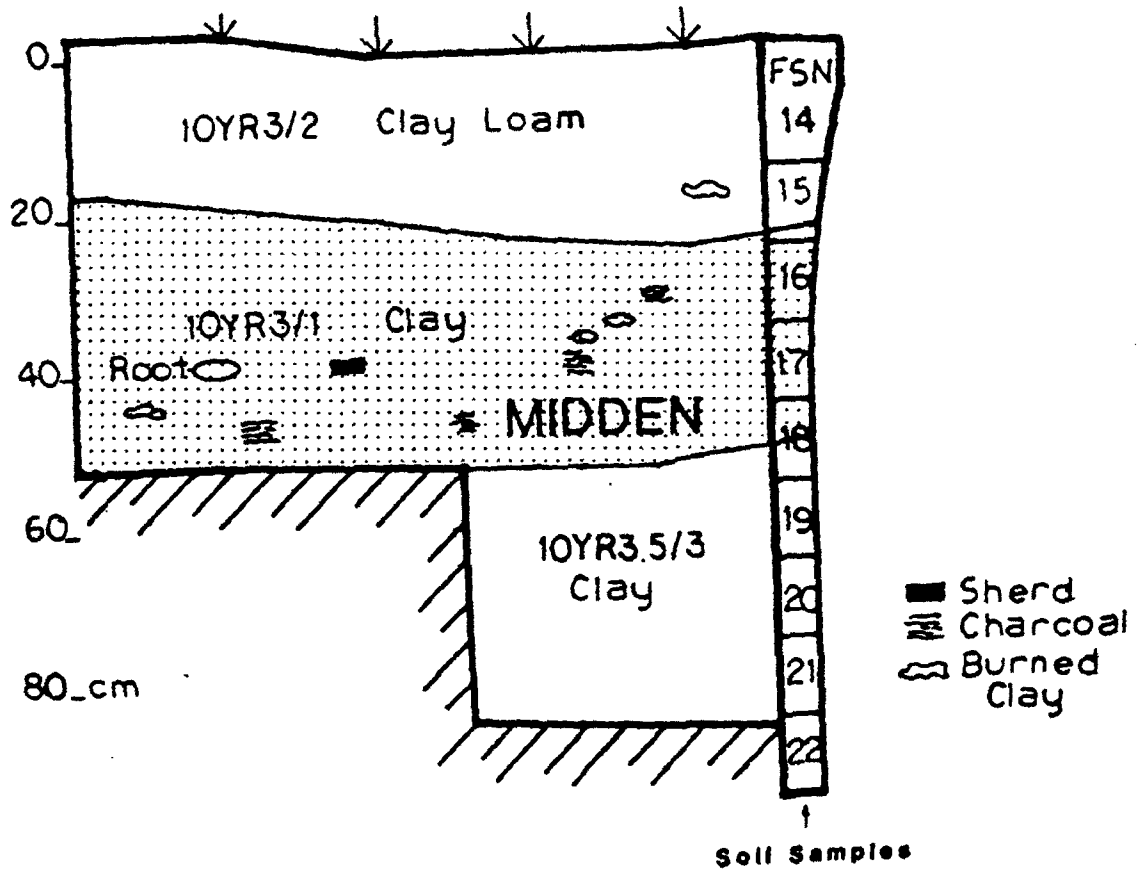 0
FSN
14
10YR3/2 Clay Loam
15
20
16
10YR3/1 Clay
17
Root
40
MIDDEN
18
19
60
10YR3.5/3
Clay
20
Sherd
Charcoal
Burned
Clay
21
80 cm
22
Soil Samples